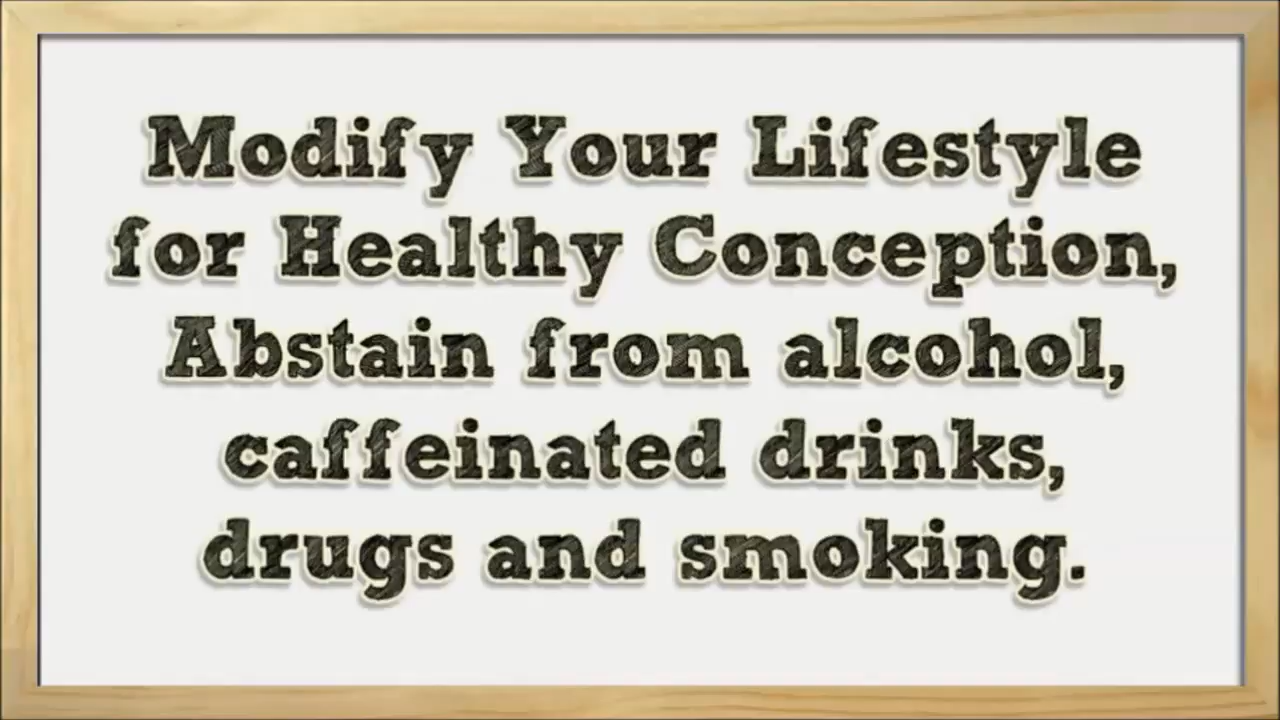 Modify Your Lifestyle
for Healthy Conception,
Abstain from alcohol,
caffeinated drinks,
drugs and smoking.